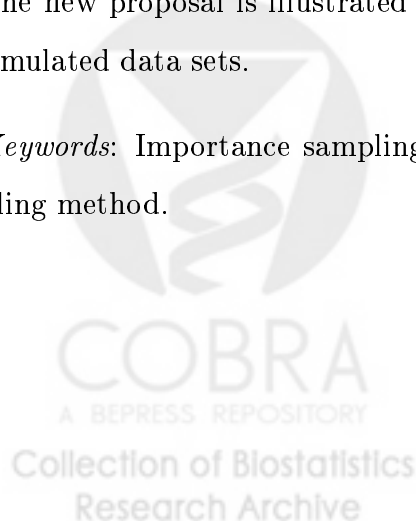 he new proposal is illustrated
mulated data sets.
Keywords: Importance sampling
ling method.
COBRA
A BEPRESS REPOSITORY
Collection of Biostatistics
Research Archive